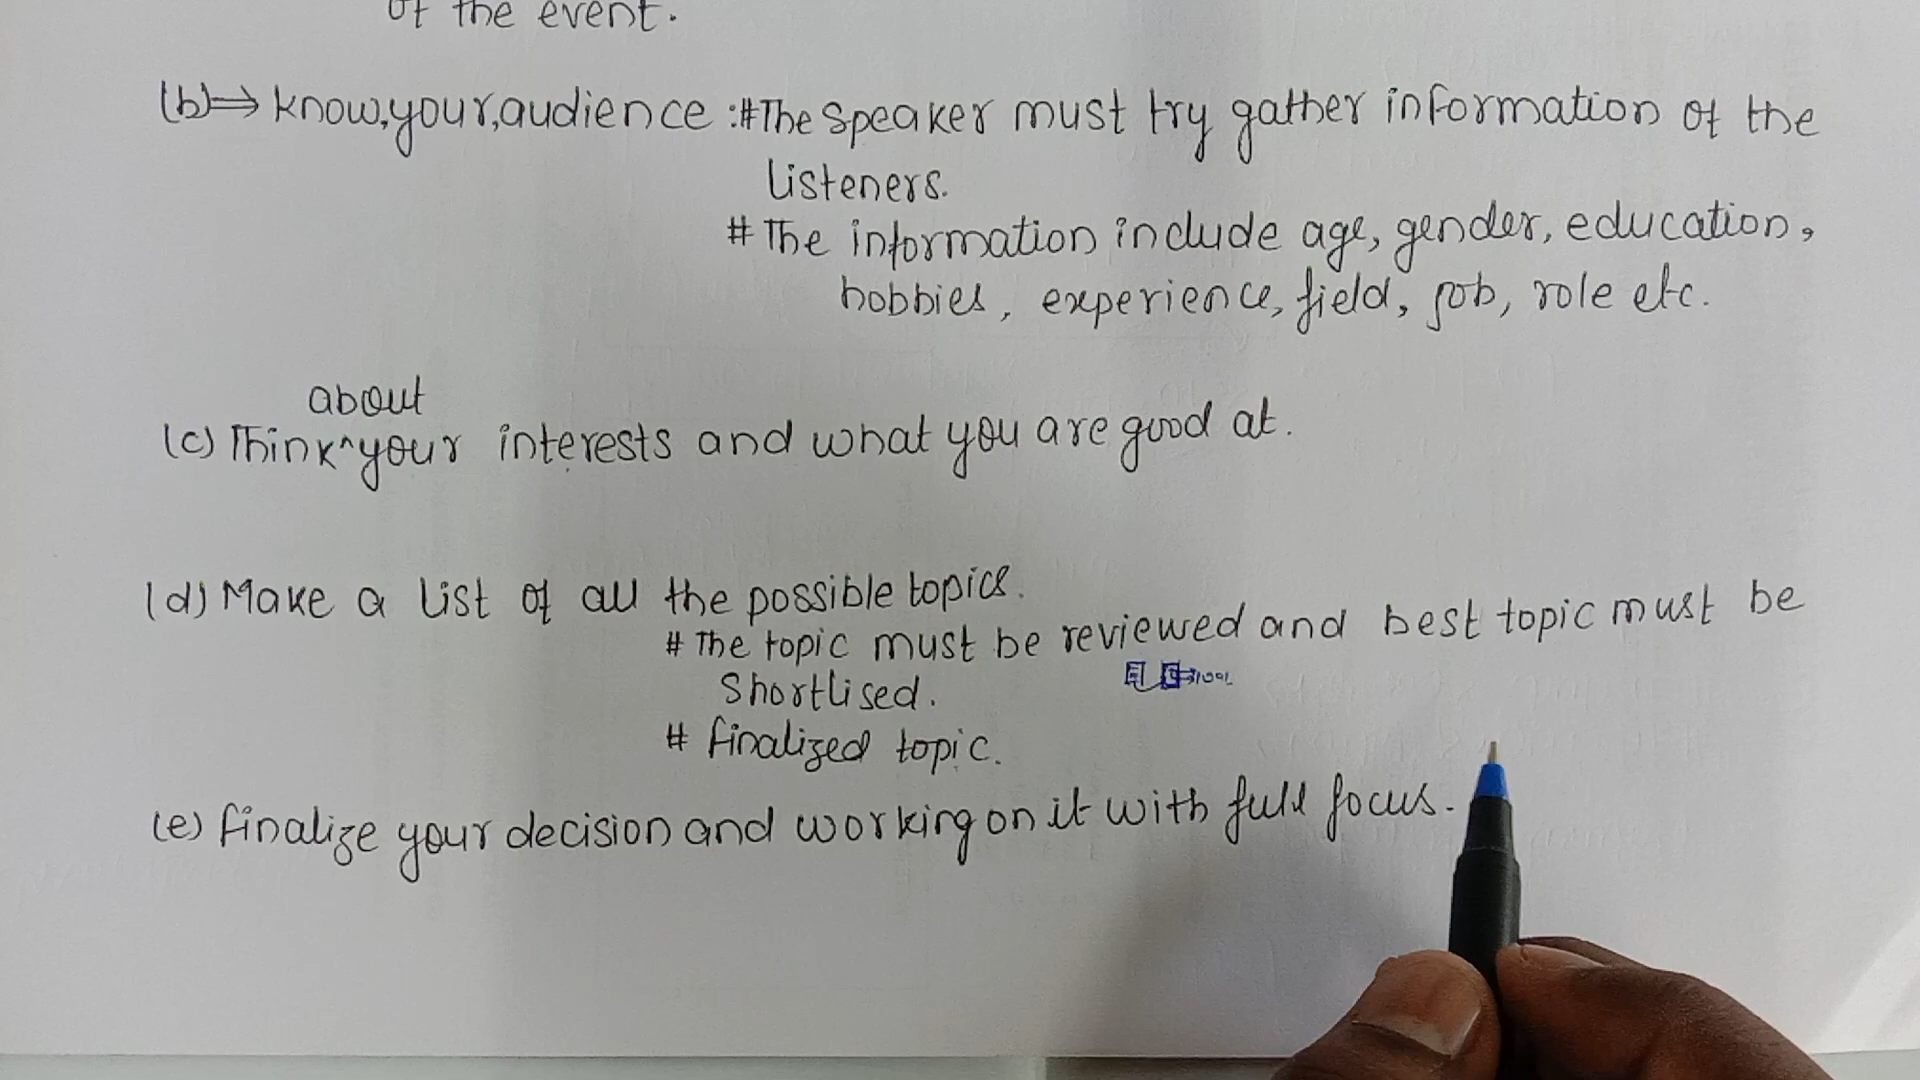 of the event.
(b)⇒ know,your,audience :#The speaker must try gather information of the
Listeners.
# The information include age, gender, education,
hobbies, experience, field, job, role etc.
about
(c) Think^your interests and what you are good at.
(d) Make a list of all the possible topics.
# The topic must be reviewed and best topic must be
Shortlised.
# finalized topic.
(e) finalize your decision and working on it with full focus.